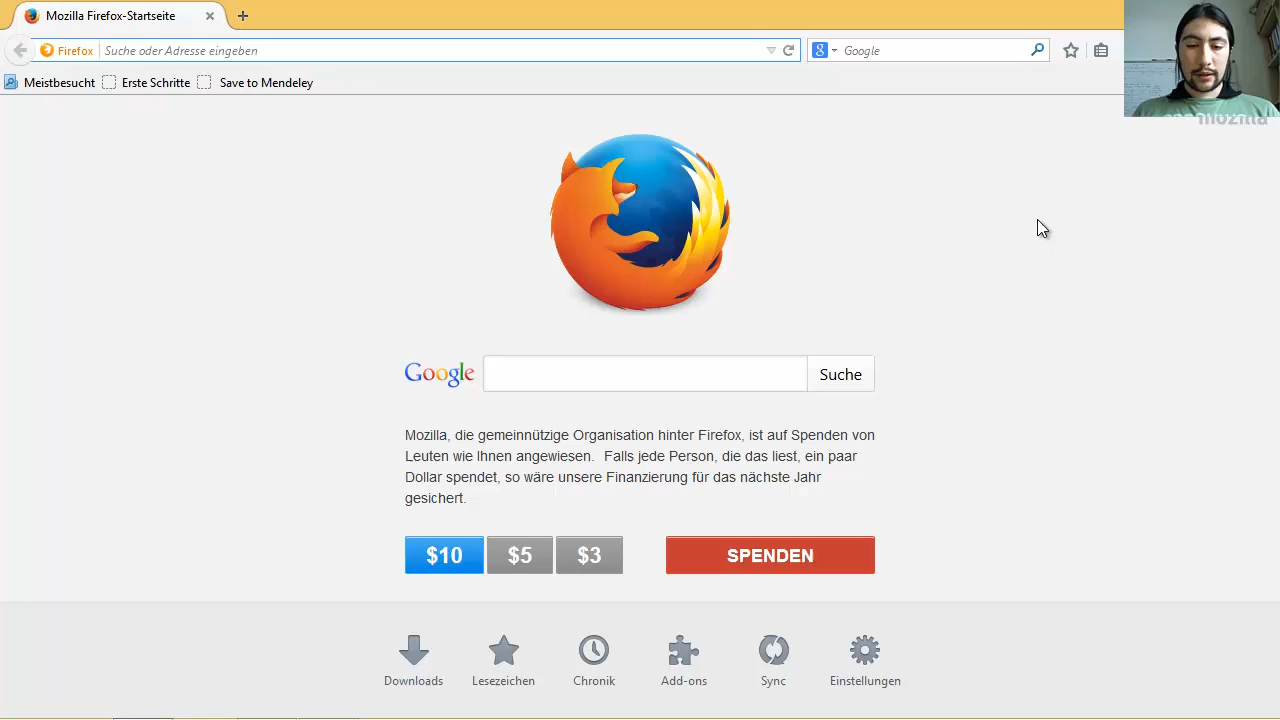 Mozilla Firefox-Startseite
Firefox Suche oder Adresse eingeben
Google
Meistbesucht Erste Schritte Save to Mendeley
mozilla
Google Suche
Mozilla, die gemeinnützige Organisation hinter Firefox, ist auf Spenden von
Leuten wie Ihnen angewiesen. Falls jede Person, die das liest, ein paar
Dollar spendet, so wäre unsere Finanzierung für das nächste Jahr
gesichert.
$10 $5 $3 SPENDEN
Downloads Lesezeichen Chronik Add-ons Sync Einstellungen